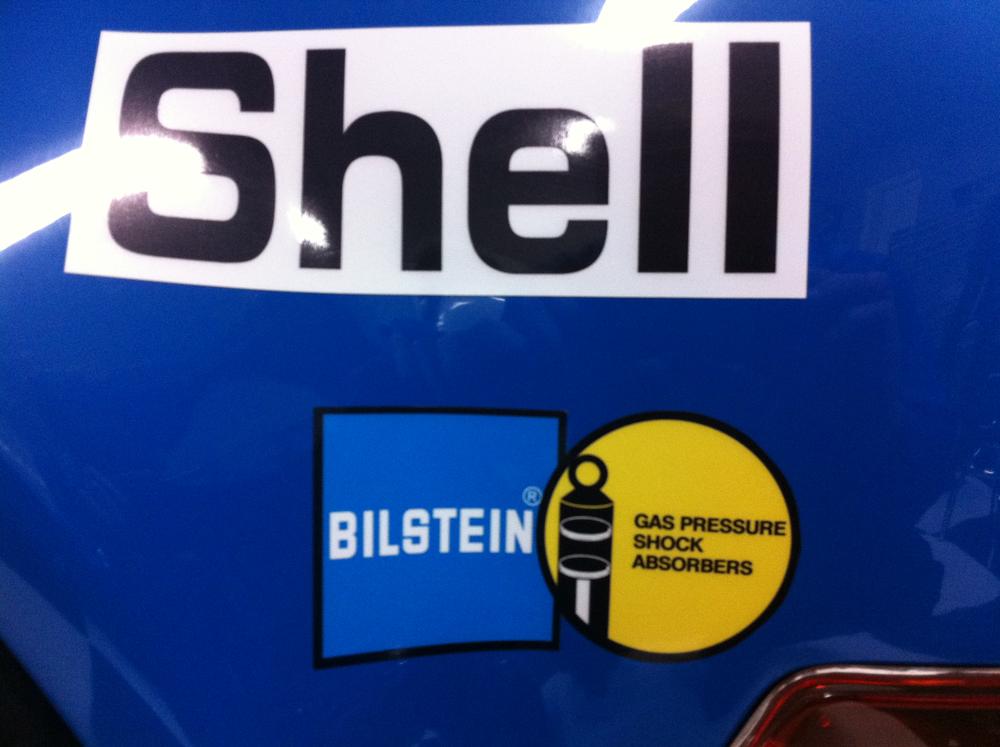 Shell
BILSTEIN®
GAS PRESSURE
SHOCK
ABSORBERS